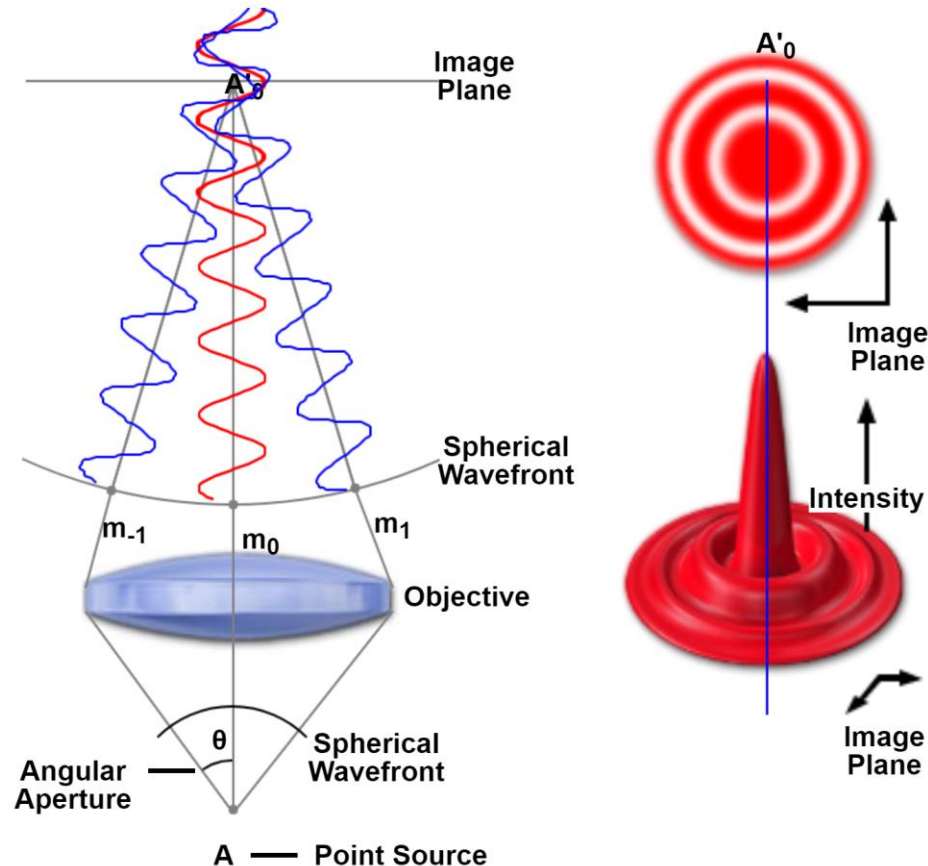 A'0
Image
Plane
Spherical
Wavefront
m-1
m0
m1
Objective
θ
Spherical
Wavefront
Angular
Aperture
A — Point Source
A'0
Image
Plane
Intensity
Image
Plane